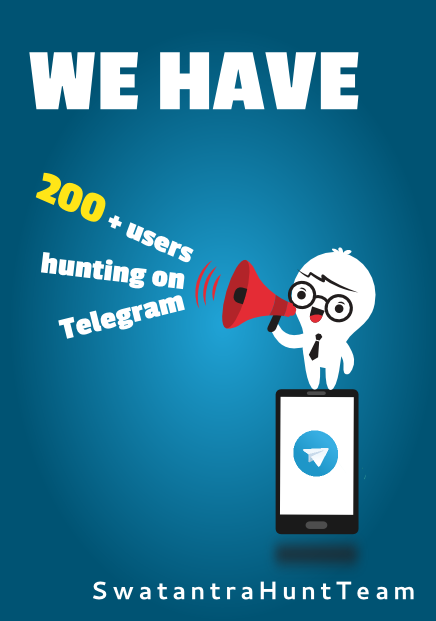 WE HAVE
200 + users
hunting on
Telegram
SwatantraHuntTeam